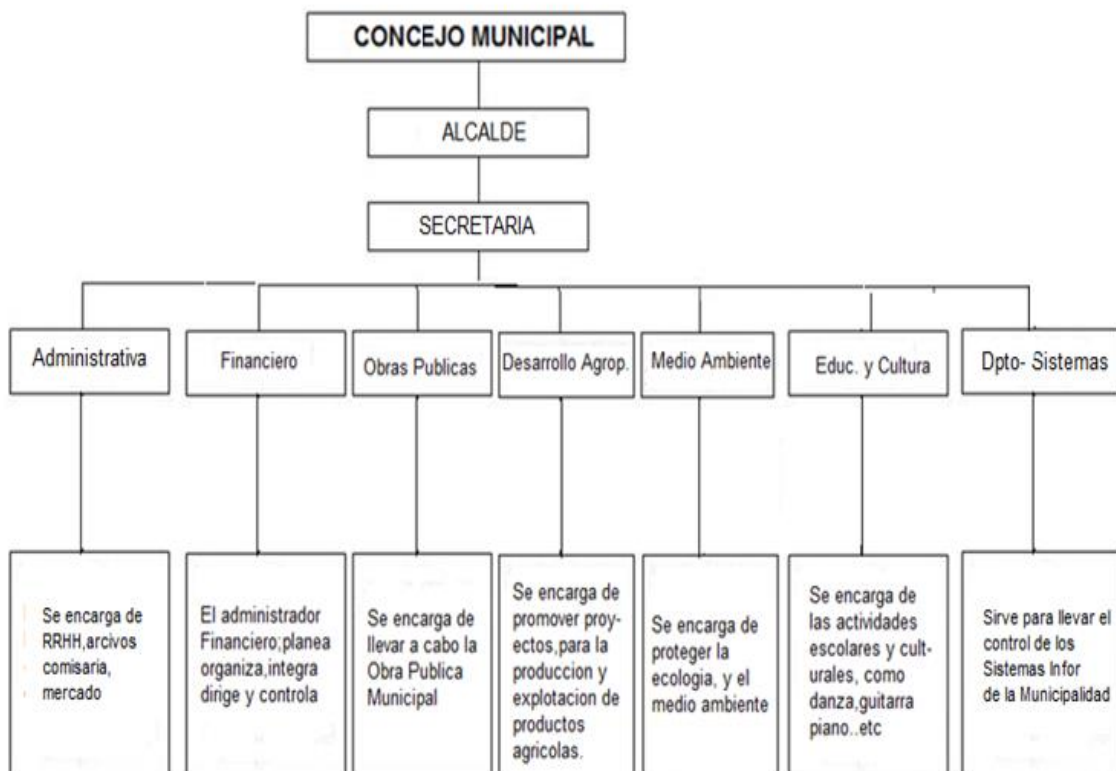 CONCEJO MUNICIPAL
ALCALDE
SECRETARIA
Administrativa
Financiero
Obras Publicas
Desarrollo Agrop.
Medio Ambiente
Educ. y Cultura
Dpto- Sistemas
Se encarga de
RRHH,arcivos
comisaria,
mercado
El administrador
Financiero;planea
organiza,integra
dirige y controla
Se encarga de
llevar a cabo la
Obra Publica
Municipal
Se encarga de
promover proy-
ectos,para la
produccion y
explotacion de
productos
agricolas.
Se encarga de
proteger la
ecologia, y el
medio ambiente
Se encarga de
las actividades
escolares y cult-
urales, como
danza,guitarra
piano..etc
Sirve para llevar el
control de los
Sistemas Infor
de la Municipalidad